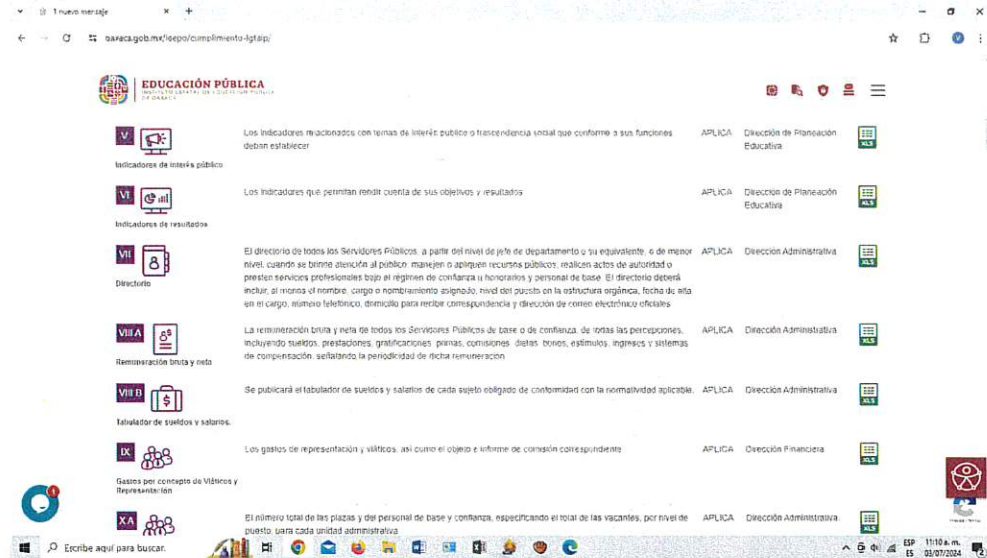 1 nuevo mensaje
oaxaca.gob.mx/ieepo/cumplimiento-lgtaip/
EDUCACIÓN PÚBLICA
INSTITUTO ESTATAL DE EDUCACIÓN PÚBLICA
DE OAXACA
V
Los indicadores relacionados con temas de interés público o trascendencia social que conforme a sus funciones
deban establecer
APLICA
Dirección de Planeación
Educativa
XLS
Indicadores de interés público
VI
Los indicadores que permitan rendir cuenta de sus objetivos y resultados
APLICA
Dirección de Planeación
Educativa
XLS
Indicadores de resultados
VII
El directorio de todos los Servidores Públicos, a partir del nivel de jefe de departamento o su equivalente, o de menor
nivel, cuando se brinde atención al público, manejen o apliquen recursos públicos, realicen actos de autoridad o
presten servicios profesionales bajo el régimen de confianza u honorarios y personal de base. El directorio deberá
incluir, al menos el nombre, cargo o nombramiento asignado, nivel del puesto en la estructura orgánica, fecha de alta
en el cargo, número telefónico, domicilio para recibir correspondencia y dirección de correo electrónico oficiales
APLICA
Dirección Administrativa
XLS
Directorio
VIII A
La remuneración bruta y neta de todos los Servidores Públicos de base o de confianza, de todas las percepciones,
incluyendo sueldos, prestaciones, gratificaciones, primas, comisiones, dietas, bonos, estímulos, ingresos y sistemas
de compensación, señalando la periodicidad de dicha remuneración
APLICA
Dirección Administrativa
XLS
Remuneración bruta y neta
VIII B
Se publicará el tabulador de sueldos y salarios de cada sujeto obligado de conformidad con la normatividad aplicable.
APLICA
Dirección Administrativa
XLS
Tabulador de sueldos y salarios.
IX
Los gastos de representación y viáticos, así como el objeto e informe de comisión correspondiente
APLICA
Dirección Financiera
XLS
Gastos por concepto de Viáticos y
Representación
X A
El número total de las plazas y del personal de base y confianza, especificando el total de las vacantes, por nivel de
puesto, para cada unidad administrativa
APLICA
Dirección Administrativa
XLS
1
Escribe aquí para buscar.
ESP
11:10 a. m.
03/07/2024